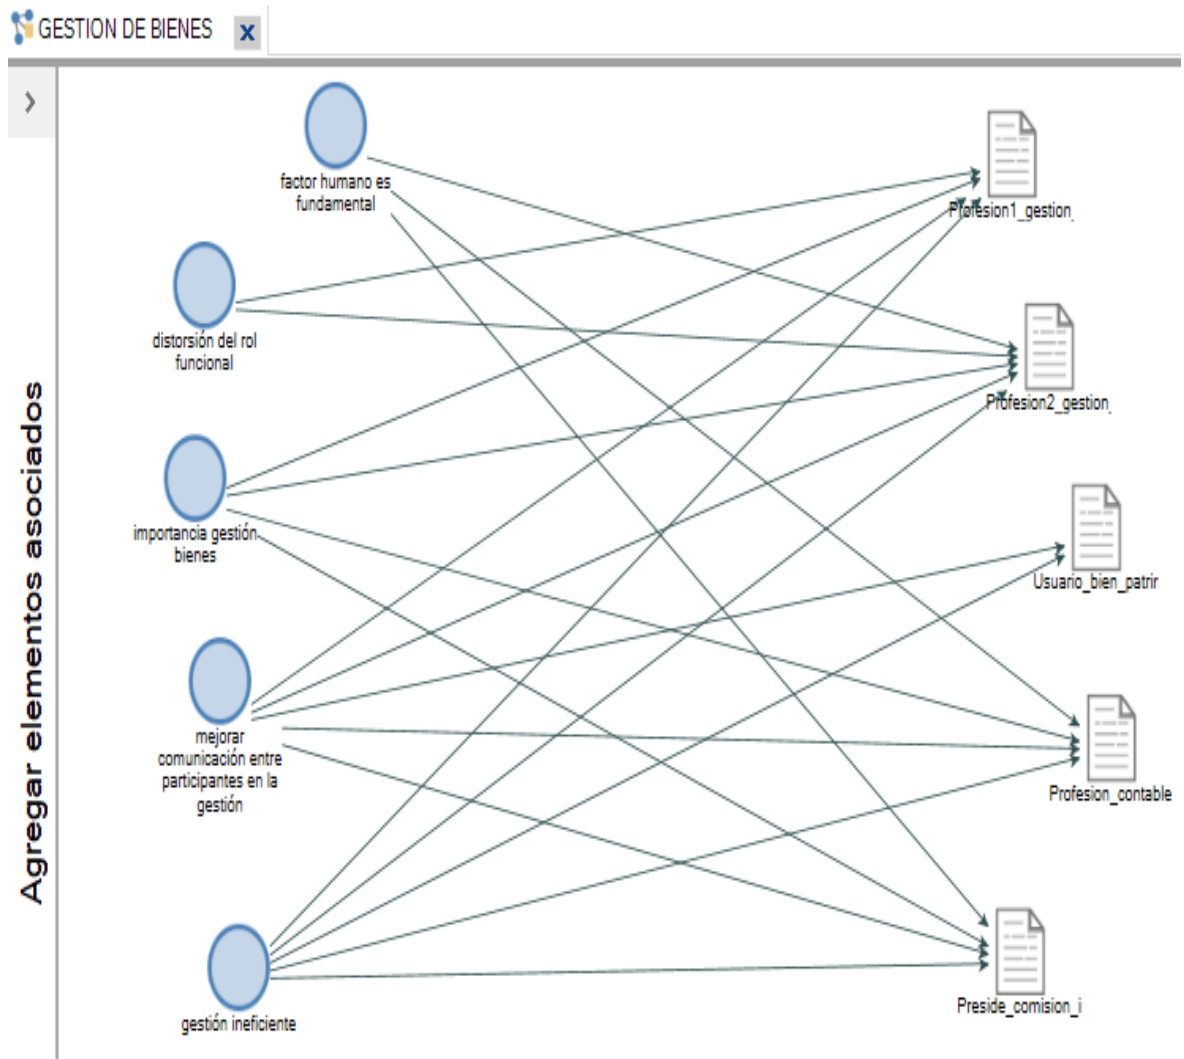 GESTION DE BIENES
x
Agregar elementos asociados
factor humano es
fundamental
Profesion1_gestion_
distorsión del rol
funcional
Profesion2_gestion_
importancia gestión
bienes
Usuario_bien_patrir
mejorar
comunicación entre
participantes en la
gestión
Profesion_contable
gestión ineficiente
Preside_comision_i